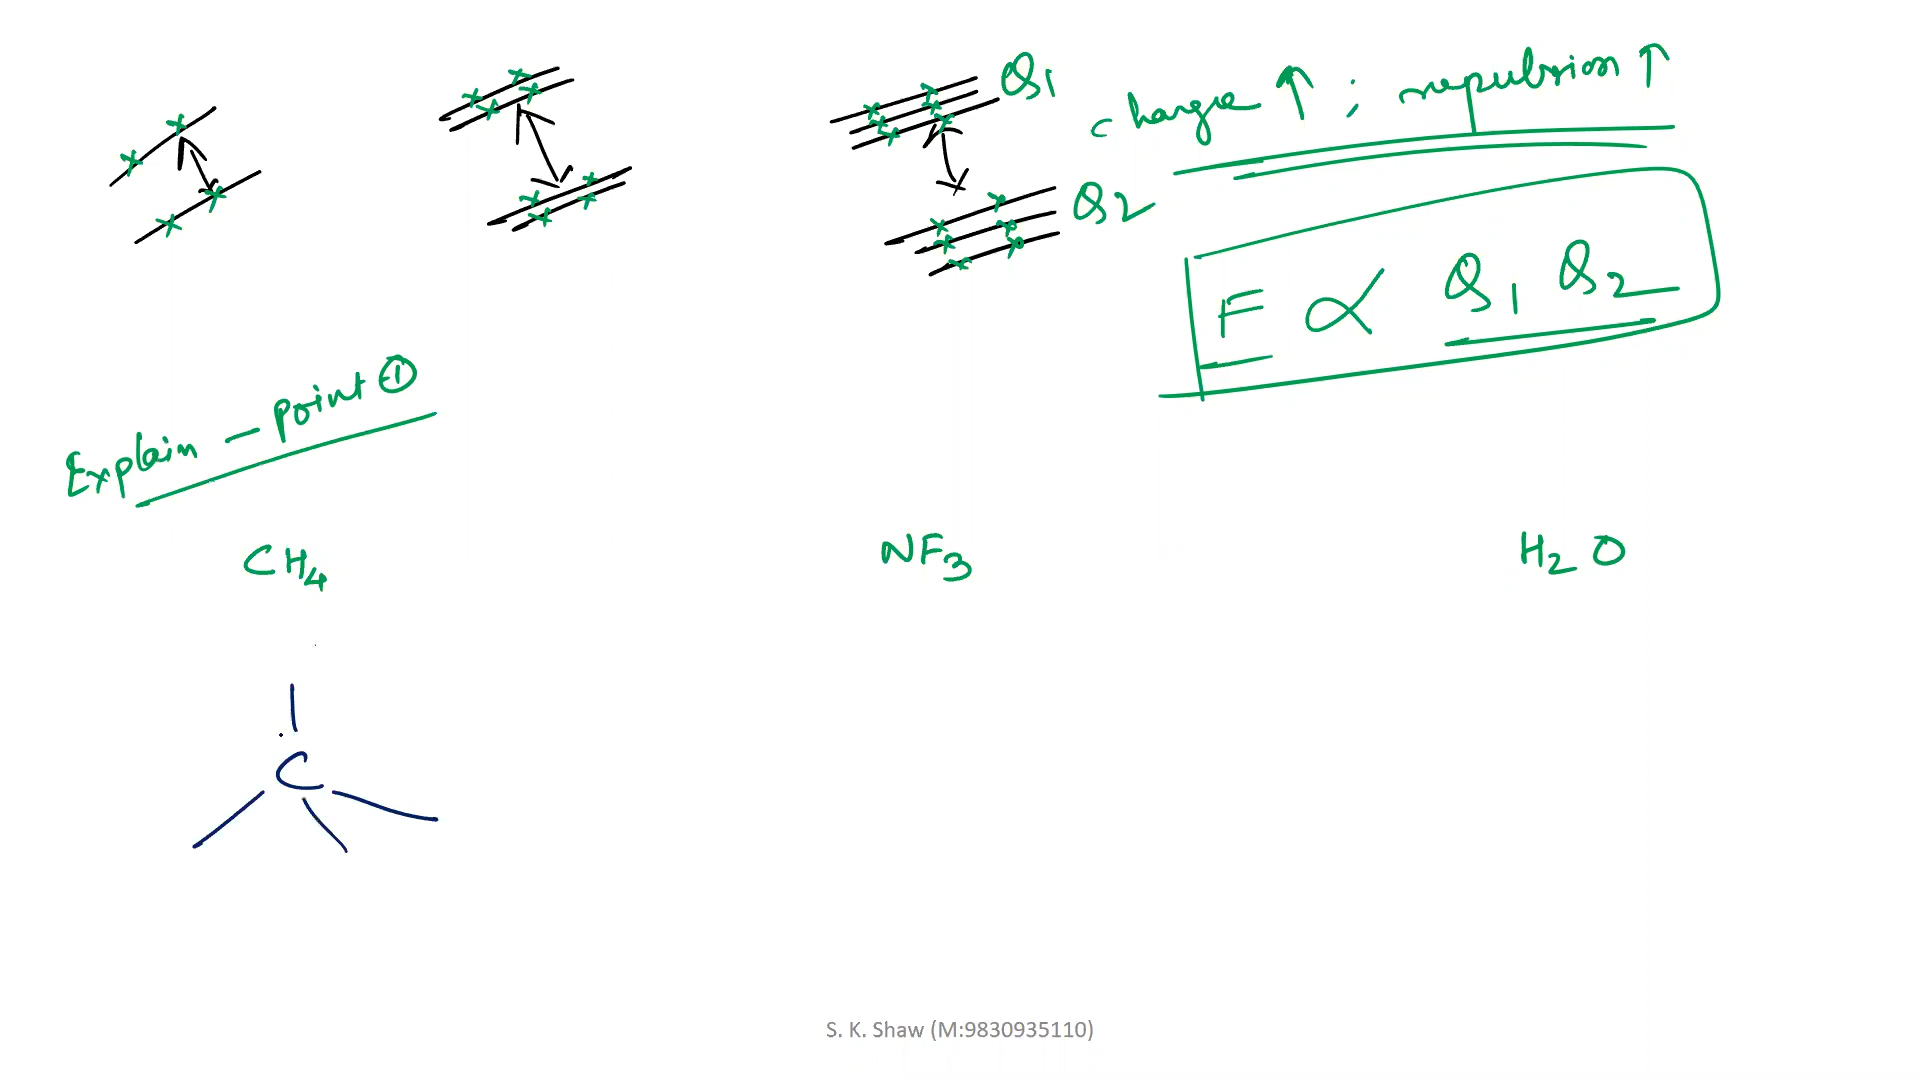 Q1
charge ↑ ; repulsion ↑
Q2
F ∝ Q1 Q2
Explain - point ①
CH4 NF3 H2O
C
S. K. Shaw (M:9830935110)